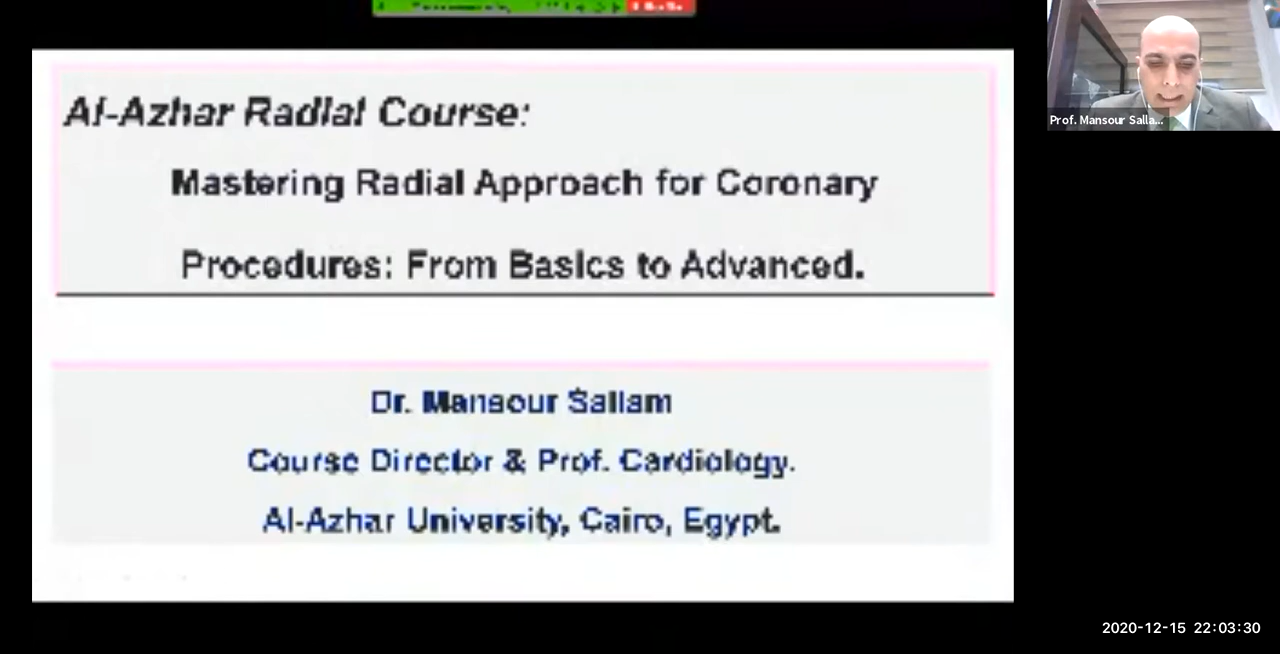 Al-Azhar Radial Course:
Mastering Radial Approach for Coronary
Procedures: From Basics to Advanced.
Dr. Mansour Sallam
Course Director & Prof. Cardiology.
Al-Azhar University, Cairo, Egypt.
Prof. Mansour Salla...
2020-12-15 22:03:30